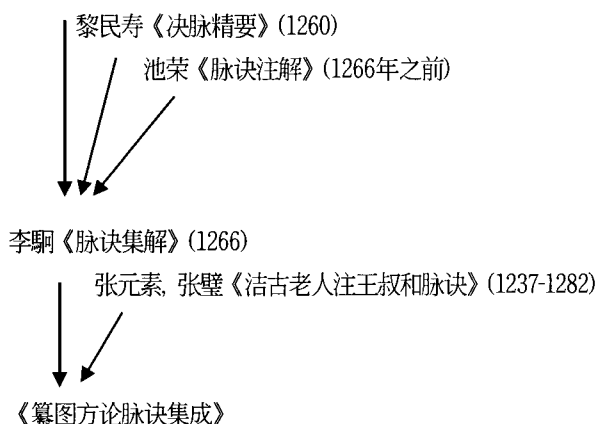 黎民寿《决脉精要》(1260)
池荣《脉诀注解》(1266年之前)
李駉《脉诀集解》(1266)
张元素, 张璧《洁古老人注王叔和脉诀》(1237-1282)
《纂图方论脉诀集成》